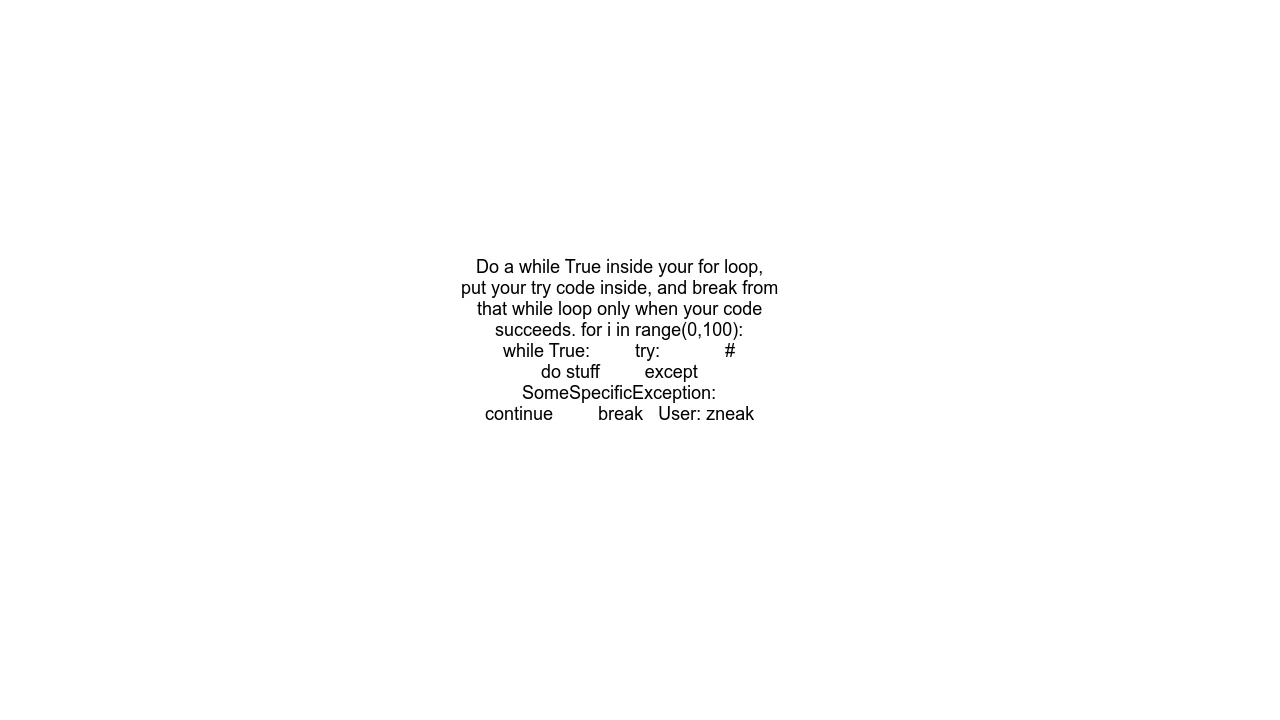 Do a while True inside your for loop,
put your try code inside, and break from
that while loop only when your code
succeeds. for i in range(0,100):
while True:         try:             #
do stuff         except
SomeSpecificException:
continue         break   User: zneak